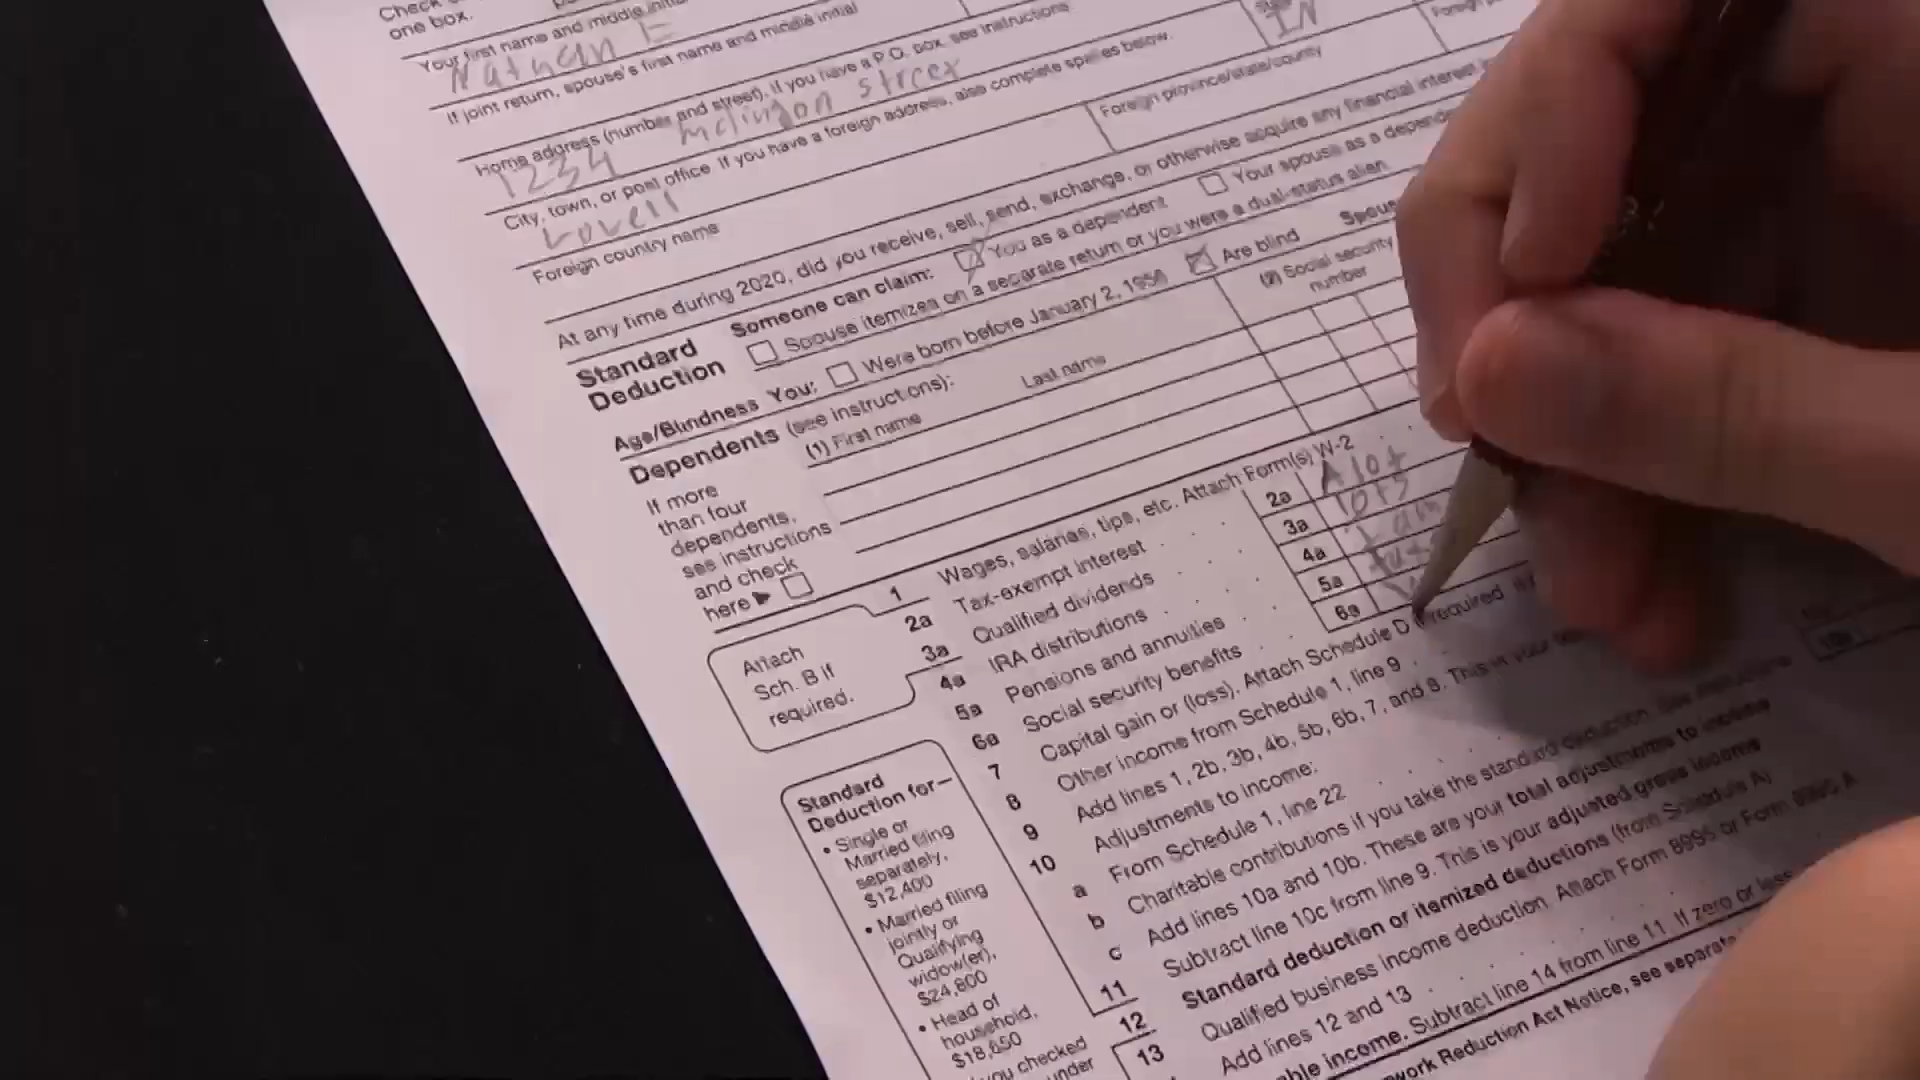 Check
one box.
Your first name and middle initial
Nathan E
If joint return, spouse's first name and middle initial
Home address (number and street). If you have a P.O. box, see instructions
1234 street
State
IN
City, town, or post office If you have a foreign address, also complete spaces below.
Lovell
Foreign country name
Foreign province/state/county
Foreign
At any time during 2020, did you receive, sell, send, exchange, or otherwise acquire any financial interest
Standard
Deduction
Someone can claim: You as a dependent Your spouse as a
Spouse itemizes on a separate return or you were a dual-status alien
Age/Blindness You: Were born before January 2, 1956 Are blind
Dependents (see instructions):
(1) First name Last name
(2) Social security
number
If more
than four
dependents,
see instructions
and check
here ▶
Attach
Sch. B if
required.
1 Wages, salaries, tips, etc. Attach Form(s) W-2
2a Tax-exempt interest 2a A lot
3a Qualified dividends 3a lots
4a IRA distributions 4a
5a Pensions and annuities 5a
6a Social security benefits 6a
7 Capital gain or (loss). Attach Schedule D if required
8 Other income from Schedule 1, line 9
9 Add lines 1, 2b, 3b, 4b, 5b, 6b, 7, and 8. This is your
10 Adjustments to income:
a From Schedule 1, line 22
b Charitable contributions if you take the standard deduction. See instructions
c Add lines 10a and 10b. These are your total adjustments to income
11 Subtract line 10c from line 9. This is your adjusted gross income
12 Standard deduction or itemized deductions (from Schedule A)
13 Qualified business income deduction. Attach Form 8995 or Form 8995-A
Add lines 12 and 13
able income. Subtract line 14 from line 11. If zero or less
work Reduction Act Notice, see separate
Standard
Deduction for—
• Single or
Married filing
separately,
$12,400
• Married filing
jointly or
Qualifying
widow(er),
$24,800
• Head of
household,
$18,650
you checked
under